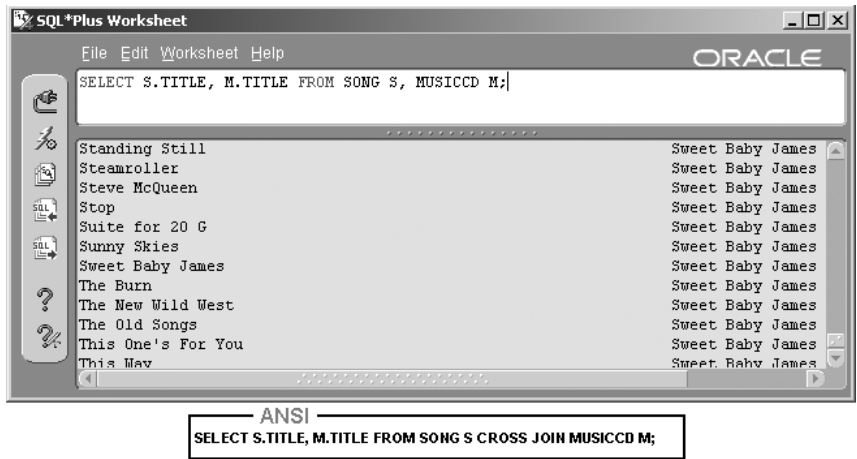 SQL*Plus Worksheet
File Edit Worksheet Help
ORACLE
SELECT S.TITLE, M.TITLE FROM SONG S, MUSICCD M;
Standing Still Sweet Baby James
Steamroller Sweet Baby James
Steve McQueen Sweet Baby James
Stop Sweet Baby James
Suite for 20 G Sweet Baby James
Sunny Skies Sweet Baby James
Sweet Baby James Sweet Baby James
The Burn Sweet Baby James
The New Wild West Sweet Baby James
The Old Songs Sweet Baby James
This One's For You Sweet Baby James
This Way Sweet Baby James
ANSI
SELECT S.TITLE, M.TITLE FROM SONG S CROSS JOIN MUSICCD M;